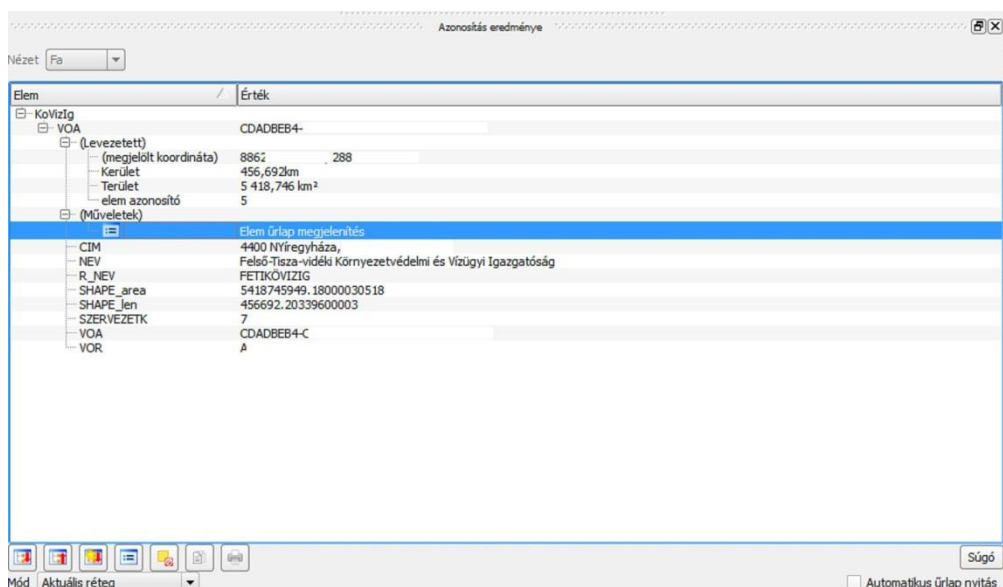 Azonosítás eredménye
Nézet Fa
Elem Érték
KoVizIg
VOA CDADBEB4-
(Levezetett)
(megjelölt koordináta) 8862 288
Kerület 456,692km
Terület 5 418,746 km²
elem azonosító 5
(Műveletek)
Elem űrlap megjelenítés
CIM 4400 NYíregyháza,
NEV Felső-Tisza-vidéki Környezetvédelmi és Vízügyi Igazgatóság
R_NEV FETIKÖVIZIG
SHAPE_area 5418745949.18000030518
SHAPE_len 456692.20339600003
SZERVEZETK 7
VOA CDADBEB4-C
VOR A
Súgó
Mód Aktuális réteg Automatikus űrlap nyitás